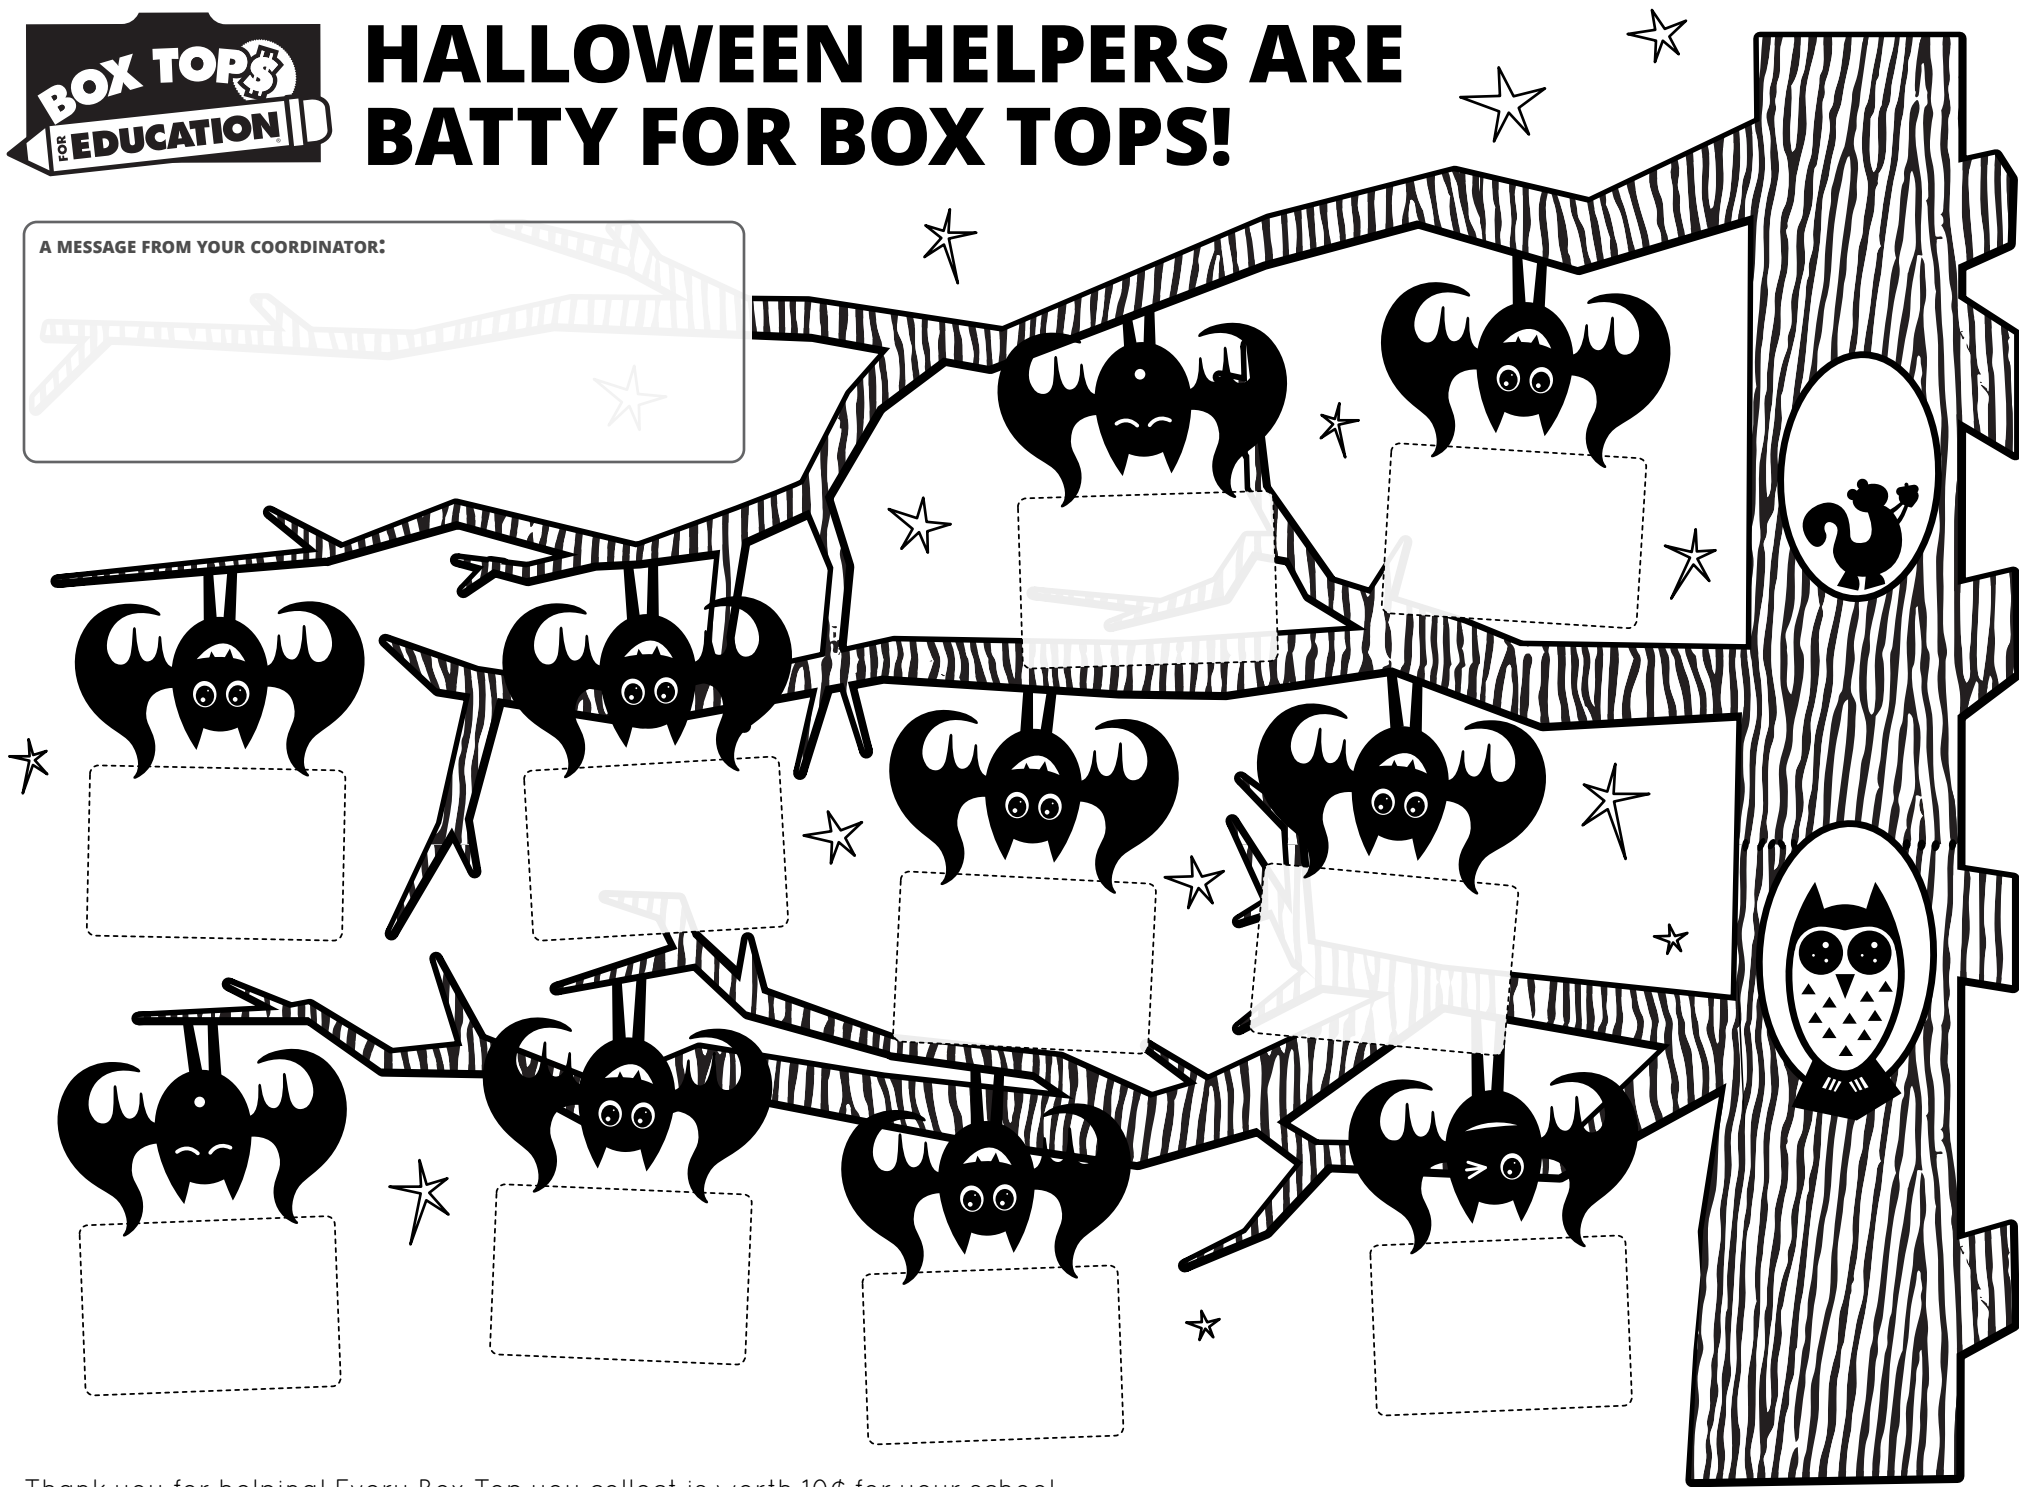 BOX TOPS
FOR EDUCATION
HALLOWEEN HELPERS ARE
BATTY FOR BOX TOPS!
A MESSAGE FROM YOUR COORDINATOR:
Thank you for helping! Every Box Top you collect is worth 10¢ for your school.